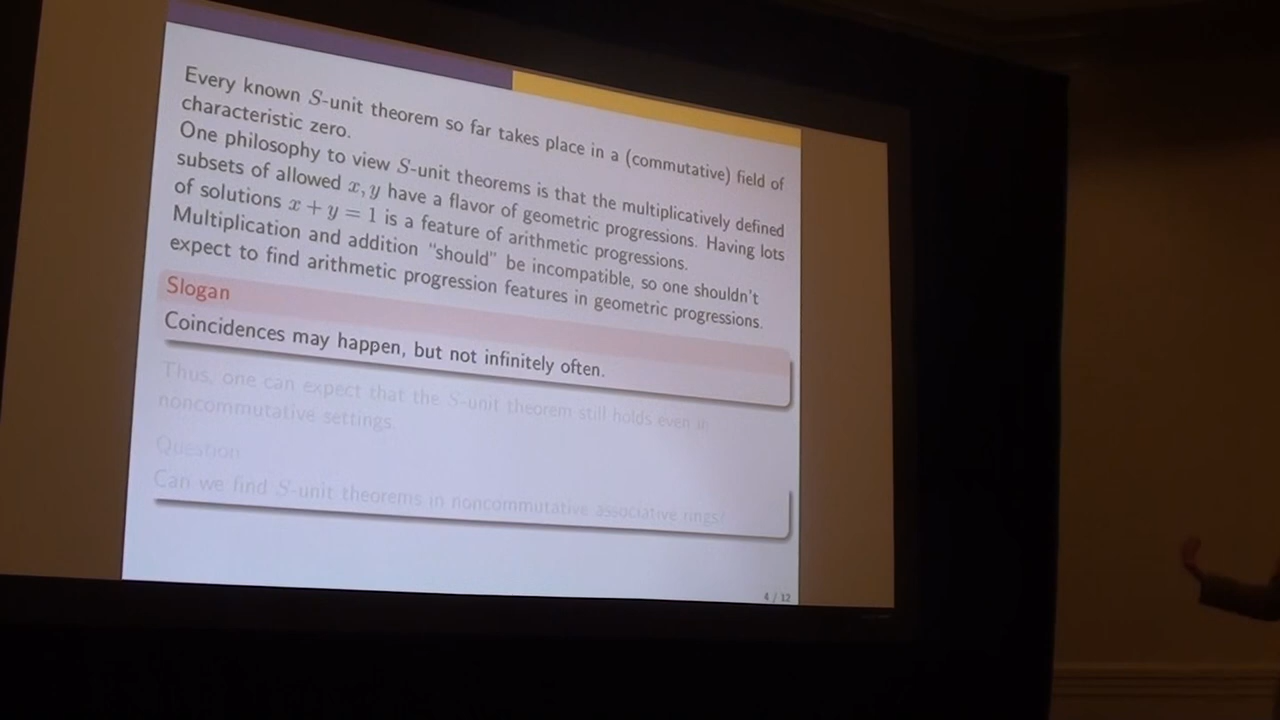 Every known S-unit theorem so far takes place in a (commutative) field of
characteristic zero.
One philosophy to view S-unit theorems is that the multiplicatively defined
subsets of allowed x, y have a flavor of geometric progressions. Having lots
of solutions x + y = 1 is a feature of arithmetic progressions.
Multiplication and addition "should" be incompatible, so one shouldn't
expect to find arithmetic progression features in geometric progressions.
Slogan
Coincidences may happen, but not infinitely often.
Thus, one can expect that the S-unit theorem still holds even in
noncommutative settings.
Question
Can we find S-unit theorems in noncommutative associative rings?
4 / 12